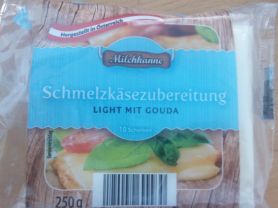 Hergestellt in Österreich
Milchkanne
Schmelzkäsezubereitung
LIGHT MIT GOUDA
10 Scheiben
250 g